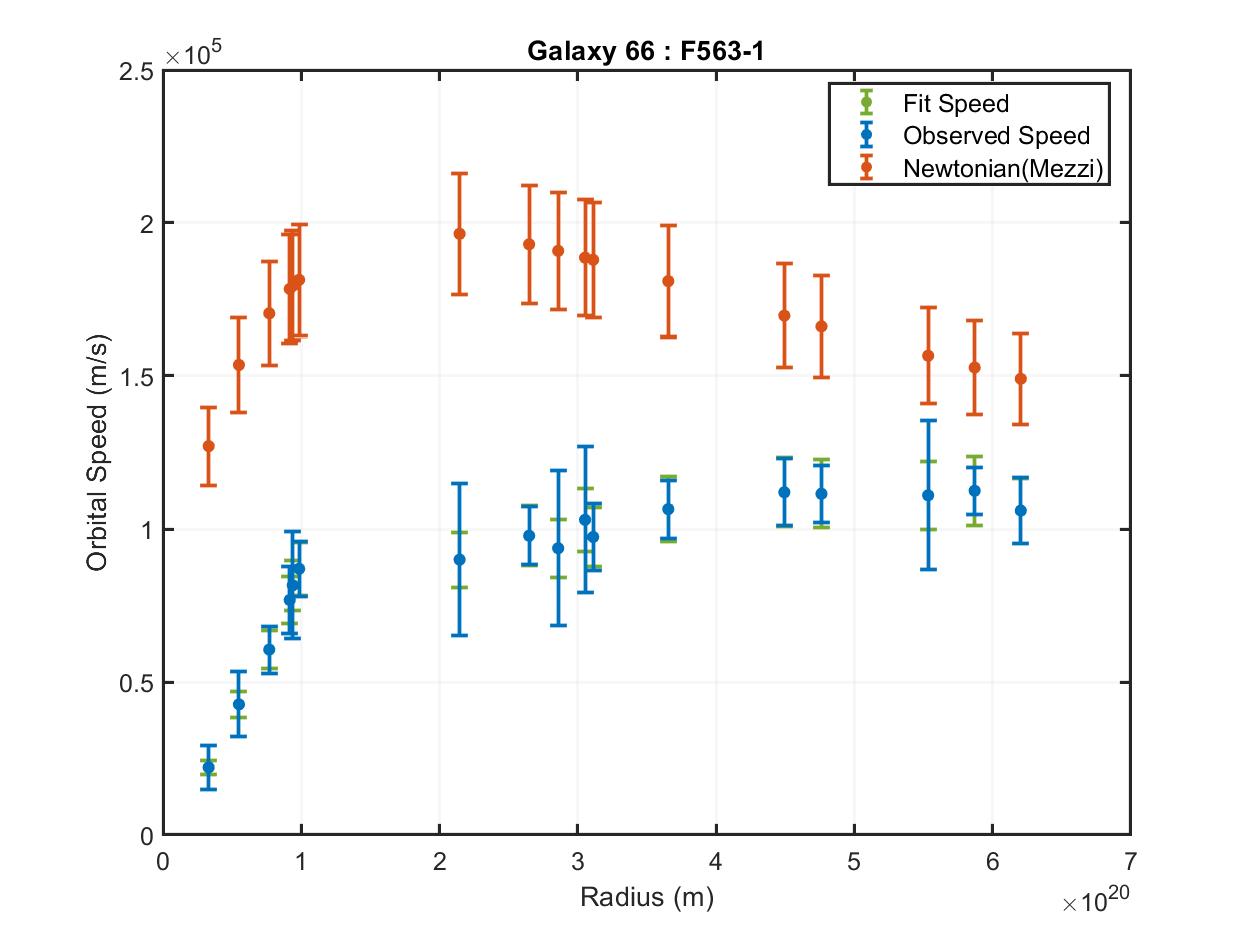 Galaxy 66 : F563-1
×10^5
2.5
2
1.5
1
0.5
0
Orbital Speed (m/s)
Fit Speed
Observed Speed
Newtonian(Mezzi)
0 1 2 3 4 5 6 7
Radius (m)
×10^20